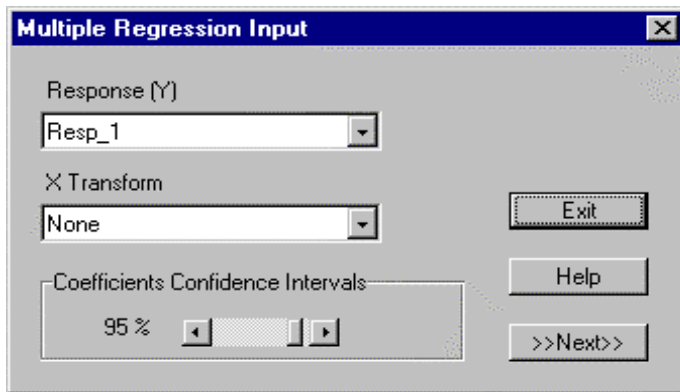 Multiple Regression Input
Response (Y)
Resp_1
X Transform
None
Exit
Coefficients Confidence Intervals
Help
95 %
>>Next>>